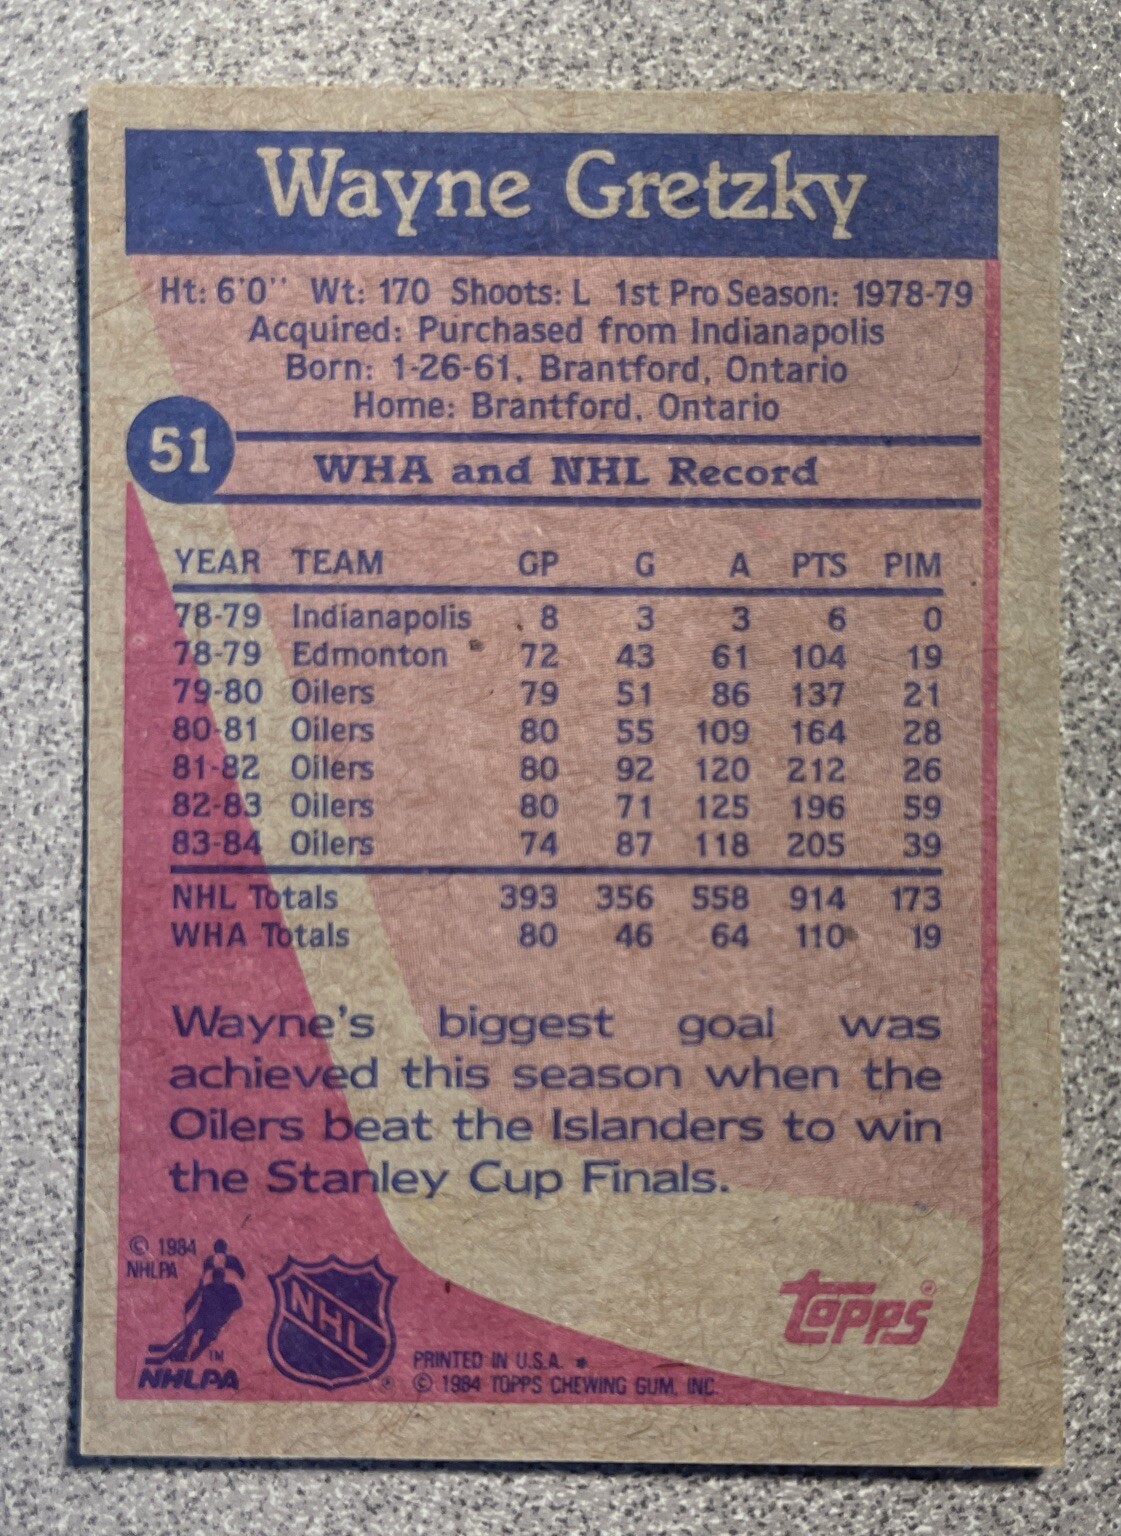 Wayne Gretzky
Ht: 6'0'' Wt: 170 Shoots: L 1st Pro Season: 1978-79
Acquired: Purchased from Indianapolis
Born: 1-26-61, Brantford, Ontario
Home: Brantford, Ontario
51
WHA and NHL Record
YEAR TEAM GP G A PTS PIM
78-79 Indianapolis 8 3 3 6 0
78-79 Edmonton 72 43 61 104 19
79-80 Oilers 79 51 86 137 21
80-81 Oilers 80 55 109 164 28
81-82 Oilers 80 92 120 212 26
82-83 Oilers 80 71 125 196 59
83-84 Oilers 74 87 118 205 39
NHL Totals 393 356 558 914 173
WHA Totals 80 46 64 110 19
Wayne's biggest goal was
achieved this season when the
Oilers beat the Islanders to win
the Stanley Cup Finals.
© 1984
NHLPA
TM
NHLPA
NHL
®
PRINTED IN U.S.A. *
© 1984 TOPPS CHEWING GUM, INC.
topps®